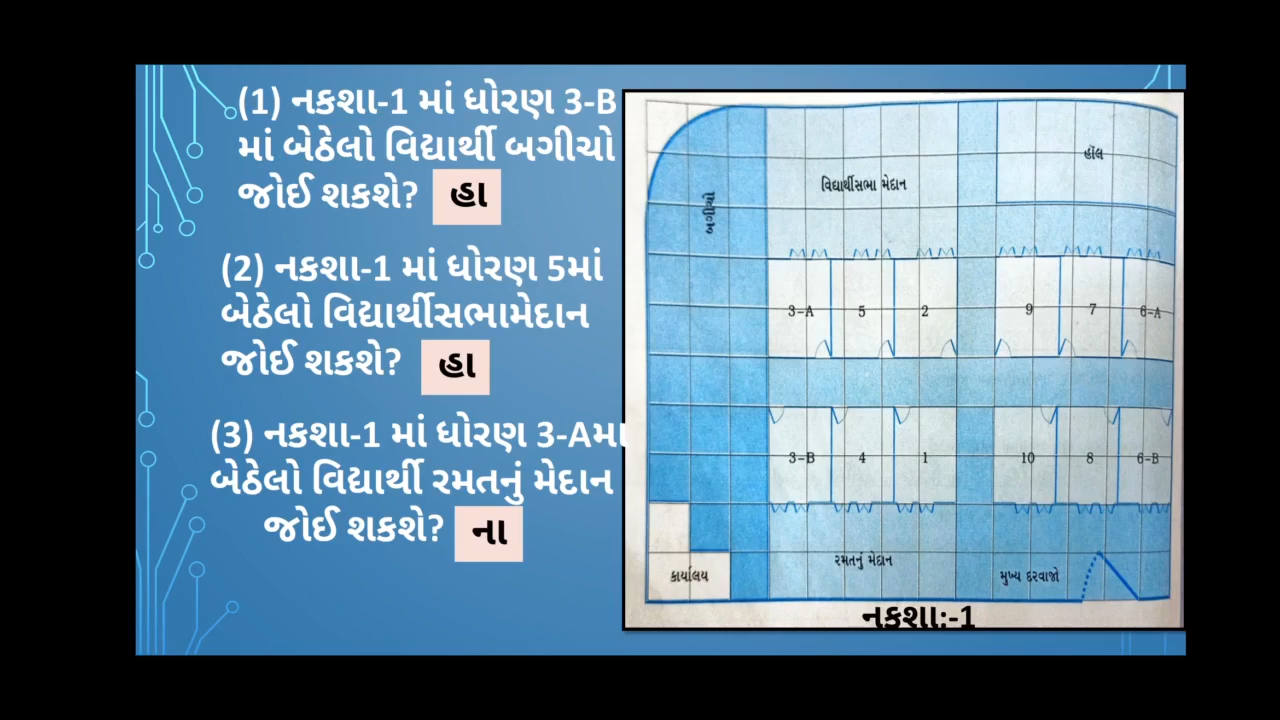 (1) નકશા-1 માં ધોરણ 3-B
માં બેઠેલો વિદ્યાર્થી બગીચો
જોઈ શકશે? હા
(2) નકશા-1 માં ધોરણ 5માં
બેઠેલો વિદ્યાર્થીસભામેદાન
જોઈ શકશે? હા
(3) નકશા-1 માં ધોરણ 3-Aમા
બેઠેલો વિદ્યાર્થી રમતનું મેદાન
જોઈ શકશે? ના
હૉલ
વિદ્યાર્થીસભા મેદાન
બગીચો
3-A 5 2 9 7 6-A
3-B 4 1 10 8 6-B
રમતનું મેદાન
કાર્યાલય
મુખ્ય દરવાજો
નકશા:-1